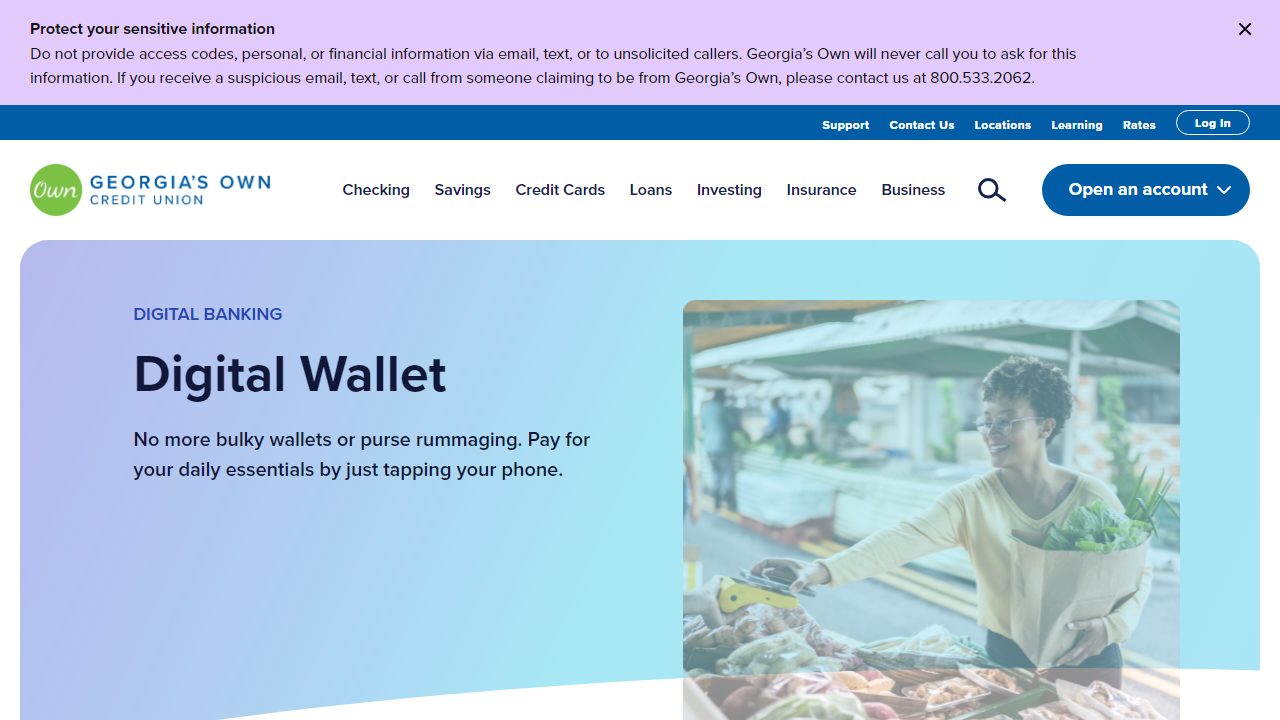 Protect your sensitive information
Do not provide access codes, personal, or financial information via email, text, or to unsolicited callers. Georgia’s Own will never call you to ask for this
information. If you receive a suspicious email, text, or call from someone claiming to be from Georgia’s Own, please contact us at 800.533.2062.
Support Contact Us Locations Learning Rates Log In
Own GEORGIA’S OWN
CREDIT UNION
Checking Savings Credit Cards Loans Investing Insurance Business Open an account
DIGITAL BANKING
Digital Wallet
No more bulky wallets or purse rummaging. Pay for
your daily essentials by just tapping your phone.